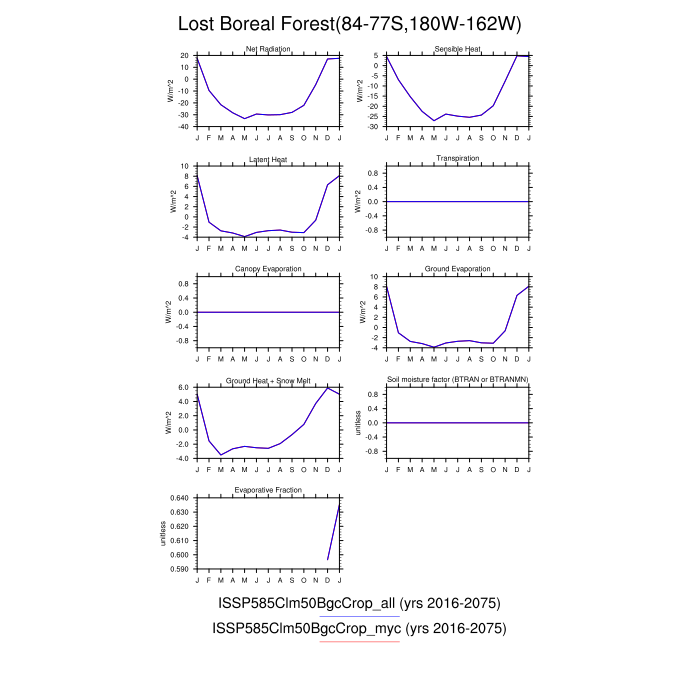 Lost Boreal Forest(84-77S,180W-162W)
Net Radiation
W/m^2
20
10
0
-10
-20
-30
-40
J F M A M J J A S O N D J
Sensible Heat
5
0
-5
-10
-15
-20
-25
-30
J F M A M J J A S O N D J
Latent Heat
W/m^2
10
8
6
4
2
0
-2
-4
J F M A M J J A S O N D J
Transpiration
W/m^2
0.8
0.4
0.0
-0.4
-0.8
J F M A M J J A S O N D J
Canopy Evaporation
W/m^2
0.8
0.4
0.0
-0.4
-0.8
J F M A M J J A S O N D J
Ground Evaporation
W/m^2
10
8
6
4
2
0
-2
-4
J F M A M J J A S O N D J
Ground Heat + Snow Melt
W/m^2
6.0
4.0
2.0
0.0
-2.0
-4.0
J F M A M J J A S O N D J
Soil moisture factor (BTRAN or BTRANMN)
unitless
0.8
0.4
0.0
-0.4
-0.8
J F M A M J J A S O N D J
Evaporative Fraction
unitless
0.640
0.630
0.620
0.610
0.600
0.590
J F M A M J J A S O N D J
ISSP585Clm50BgcCrop_all (yrs 2016-2075)
ISSP585Clm50BgcCrop_myc (yrs 2016-2075)